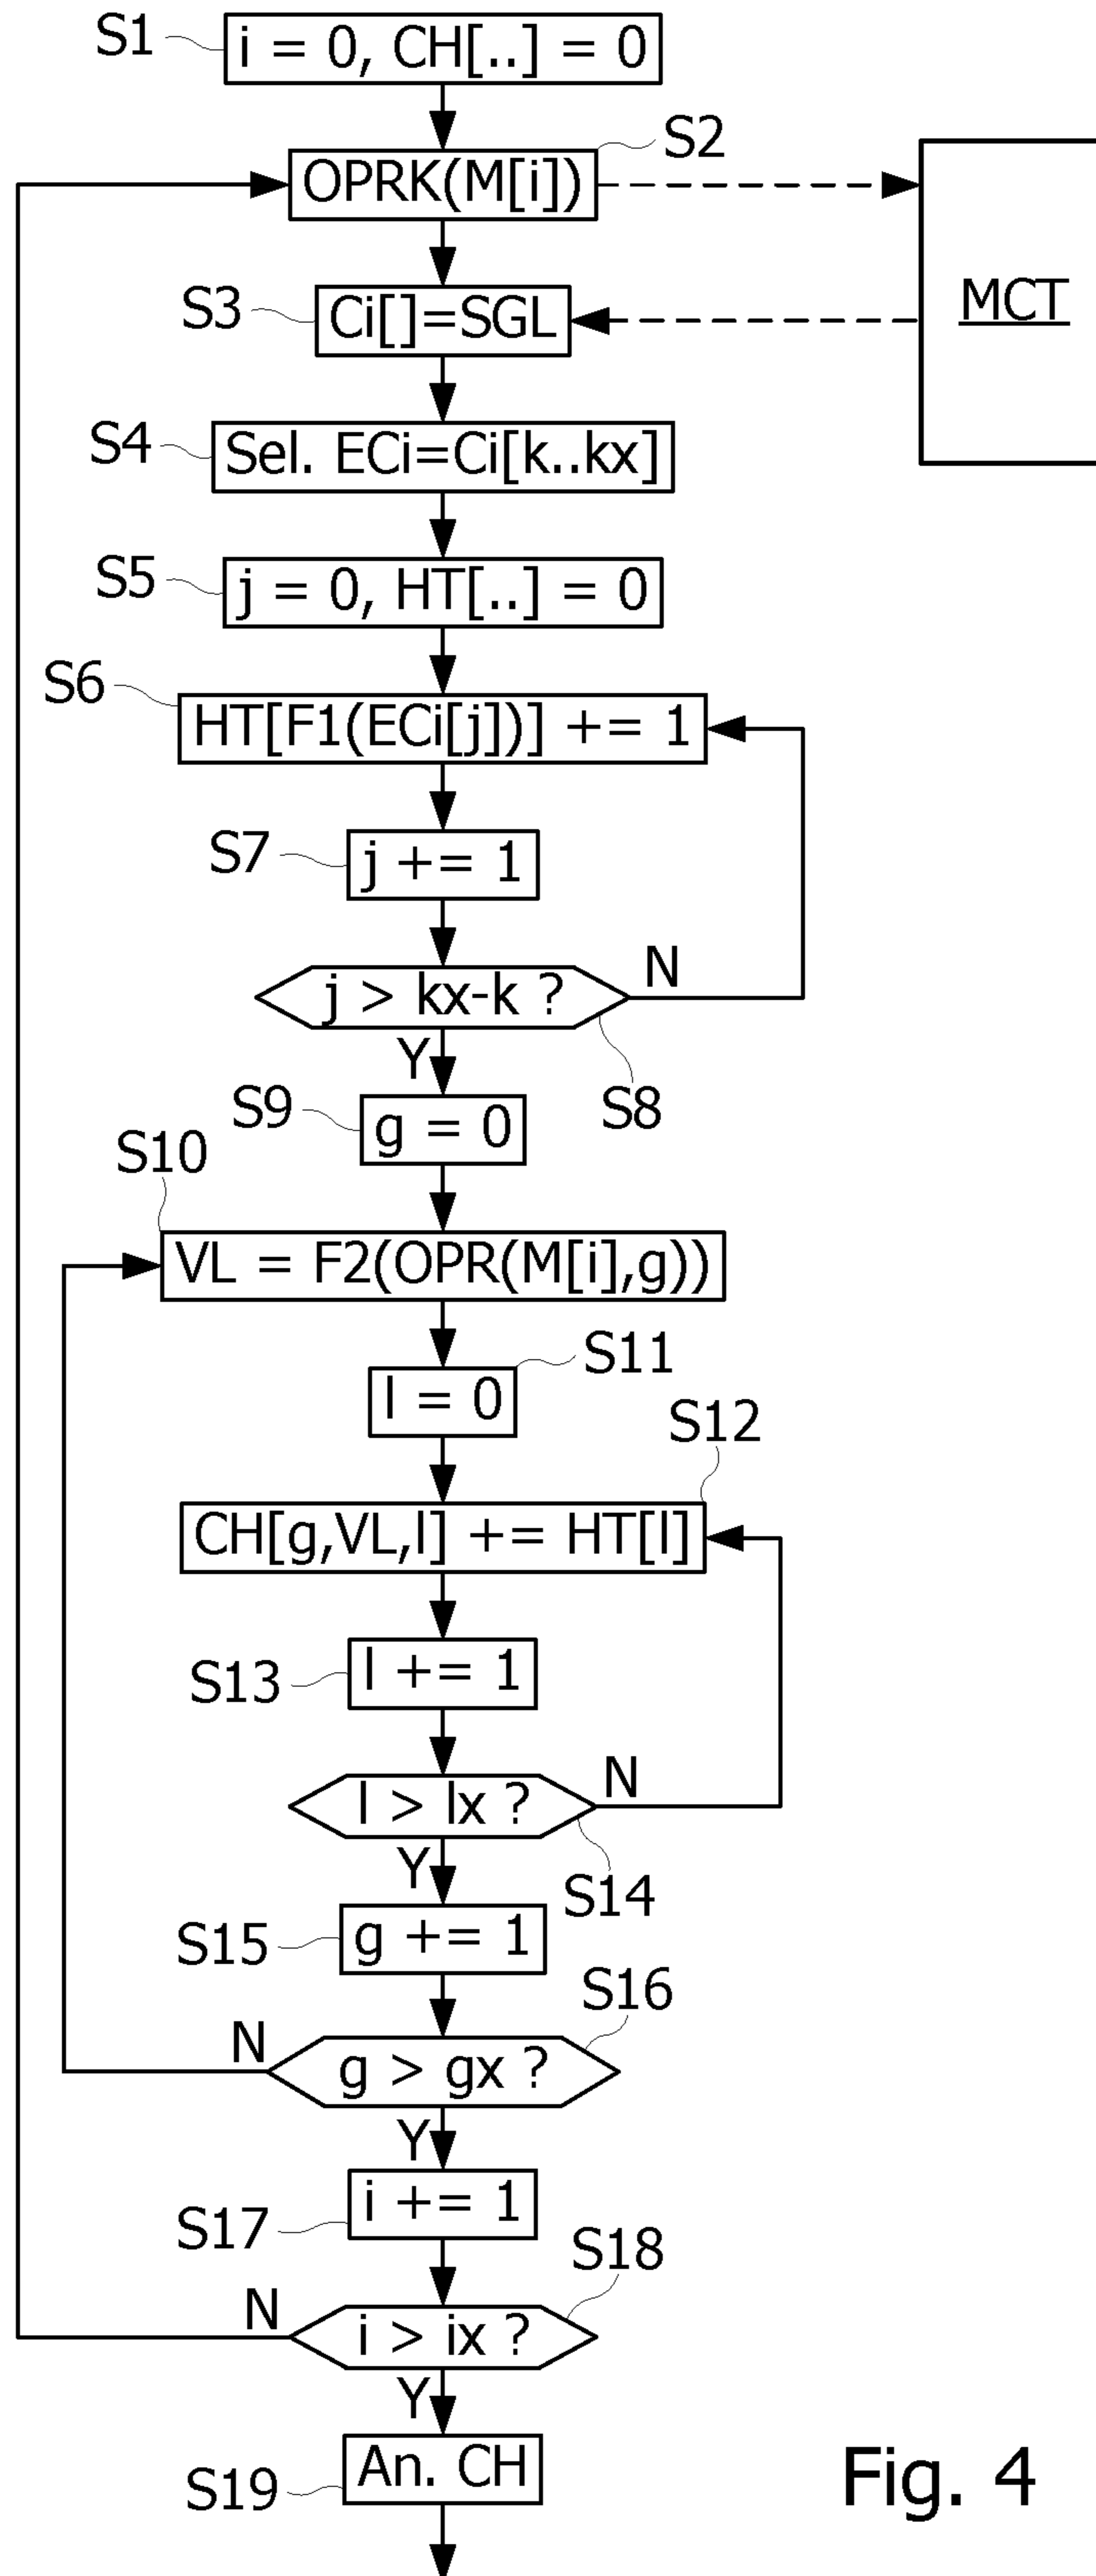 S1
i = 0, CH[..] = 0
S2
OPRK(M[i])
MCT
S3
Ci[]=SGL
S4
Sel. ECi=Ci[k..kx]
S5
j = 0, HT[..] = 0
S6
HT[F1(ECi[j])] += 1
S7
j += 1
j > kx-k ?
N
Y
S8
S9
g = 0
S10
VL = F2(OPR(M[i],g))
S11
l = 0
S12
CH[g,VL,l] += HT[l]
S13
l += 1
l > lx ?
N
Y
S14
S15
g += 1
S16
N
g > gx ?
Y
S17
i += 1
S18
N
i > ix ?
Y
S19
An. CH
Fig. 4